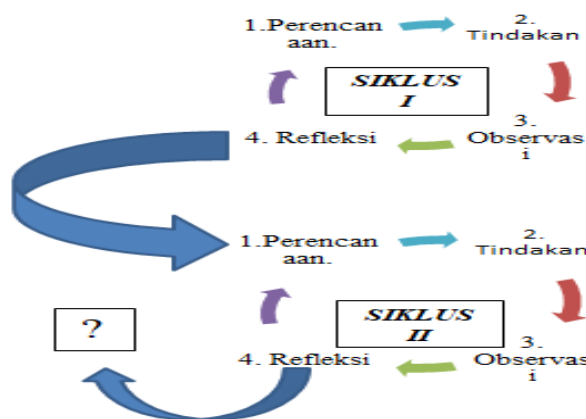 1.Perencan
aan.
2.
Tindakan
SIKLUS
I
3.
Observas
i
4. Refleksi
1.Perencan
aan.
2.
Tindakan
SIKLUS
II
3.
Observas
i
4. Refleksi
?